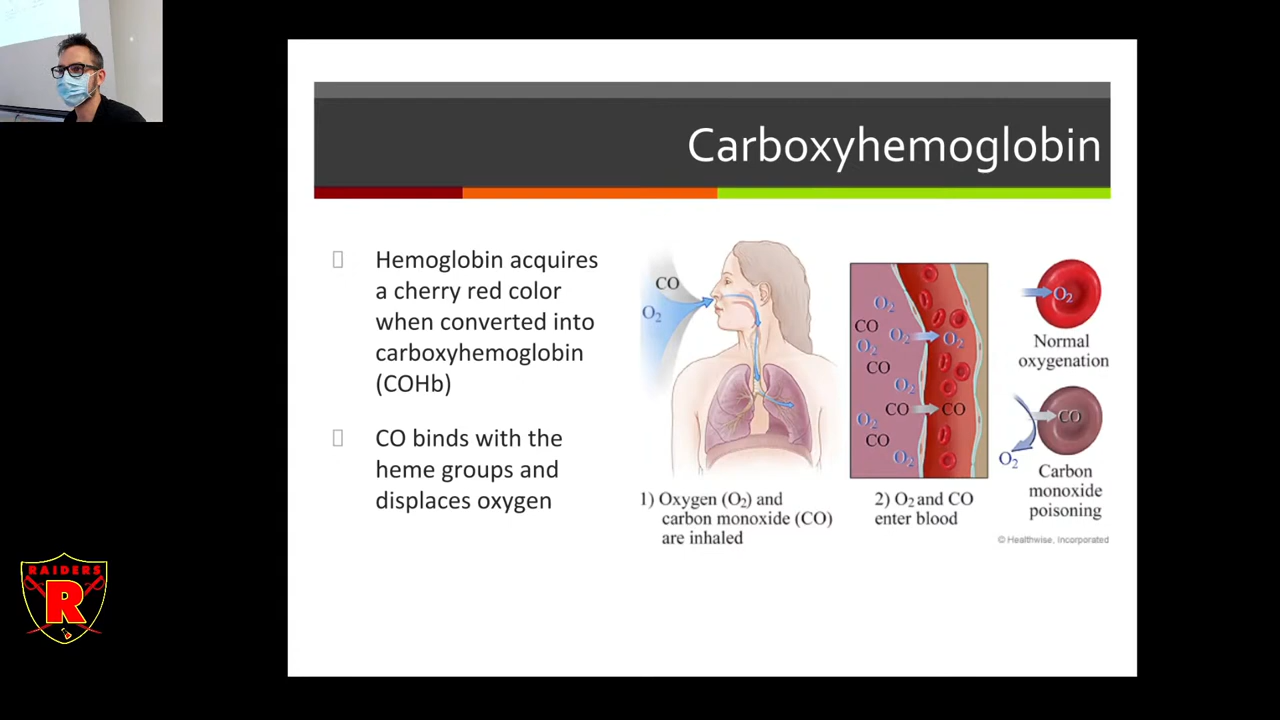 Carboxyhemoglobin
Hemoglobin acquires
a cherry red color
when converted into
carboxyhemoglobin
(COHb)
CO binds with the
heme groups and
displaces oxygen
CO
O₂
1) Oxygen (O₂) and
carbon monoxide (CO)
are inhaled
O₂
CO
O₂ O₂
O₂
CO
O₂
CO CO
O₂
CO
O₂
2) O₂ and CO
enter blood
O₂
Normal
oxygenation
CO
O₂
Carbon
monoxide
poisoning
© Healthwise, Incorporated
RAIDERS
R